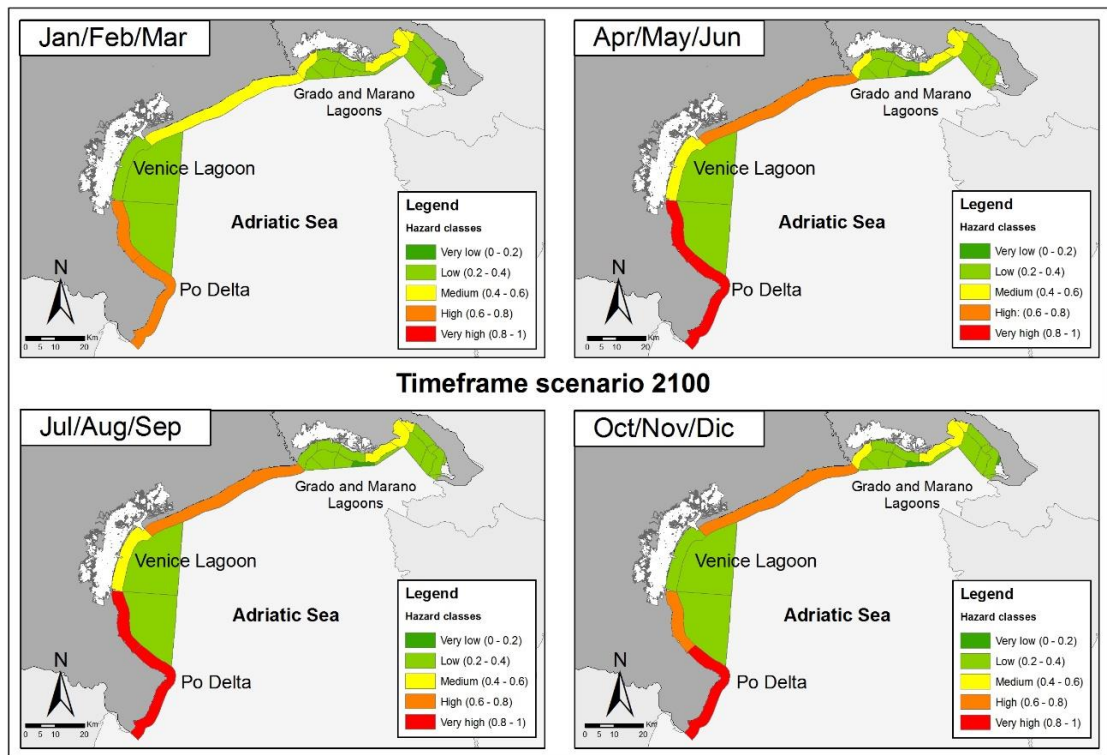 Jan/Feb/Mar
Grado and Marano
Lagoons
Venice Lagoon
Adriatic Sea
Po Delta
N
0 5 10 20
Km
Legend
Hazard classes
Very low (0 - 0.2)
Low (0.2 - 0.4)
Medium (0.4 - 0.6)
High (0.6 - 0.8)
Very high (0.8 - 1)
Apr/May/Jun
Grado and Marano
Lagoons
Venice Lagoon
Adriatic Sea
Po Delta
N
0 5 10 20
Km
Legend
Hazard classes
Very low (0 - 0.2)
Low (0.2 - 0.4)
Medium (0.4 - 0.6)
High: (0.6 - 0.8)
Very high (0.8 - 1)
Timeframe scenario 2100
Jul/Aug/Sep
Grado and Marano
Lagoons
Venice Lagoon
Adriatic Sea
Po Delta
N
0 5 10 20
Km
Legend
Hazard classes
Very low (0 - 0.2)
Low (0.2 - 0.4)
Medium (0.4 - 0.6)
High (0.6 - 0.8)
Very high (0.8 - 1)
Oct/Nov/Dic
Grado and Marano
Lagoons
Venice Lagoon
Adriatic Sea
Po Delta
N
0 5 10 20
Km
Legend
Hazard classes
Very low (0 - 0.2)
Low (0.2 - 0.4)
Medium (0.4 - 0.6)
High (0.6 - 0.8)
Very high (0.8 - 1)